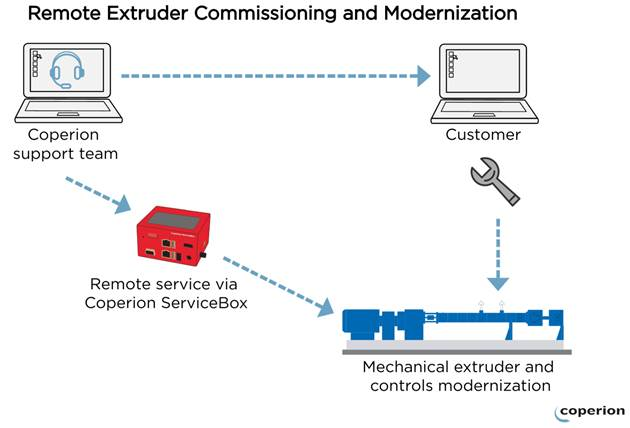 Remote Extruder Commissioning and Modernization
Coperion
support team
Customer
Remote service via
Coperion ServiceBox
Mechanical extruder and
controls modernization
coperion